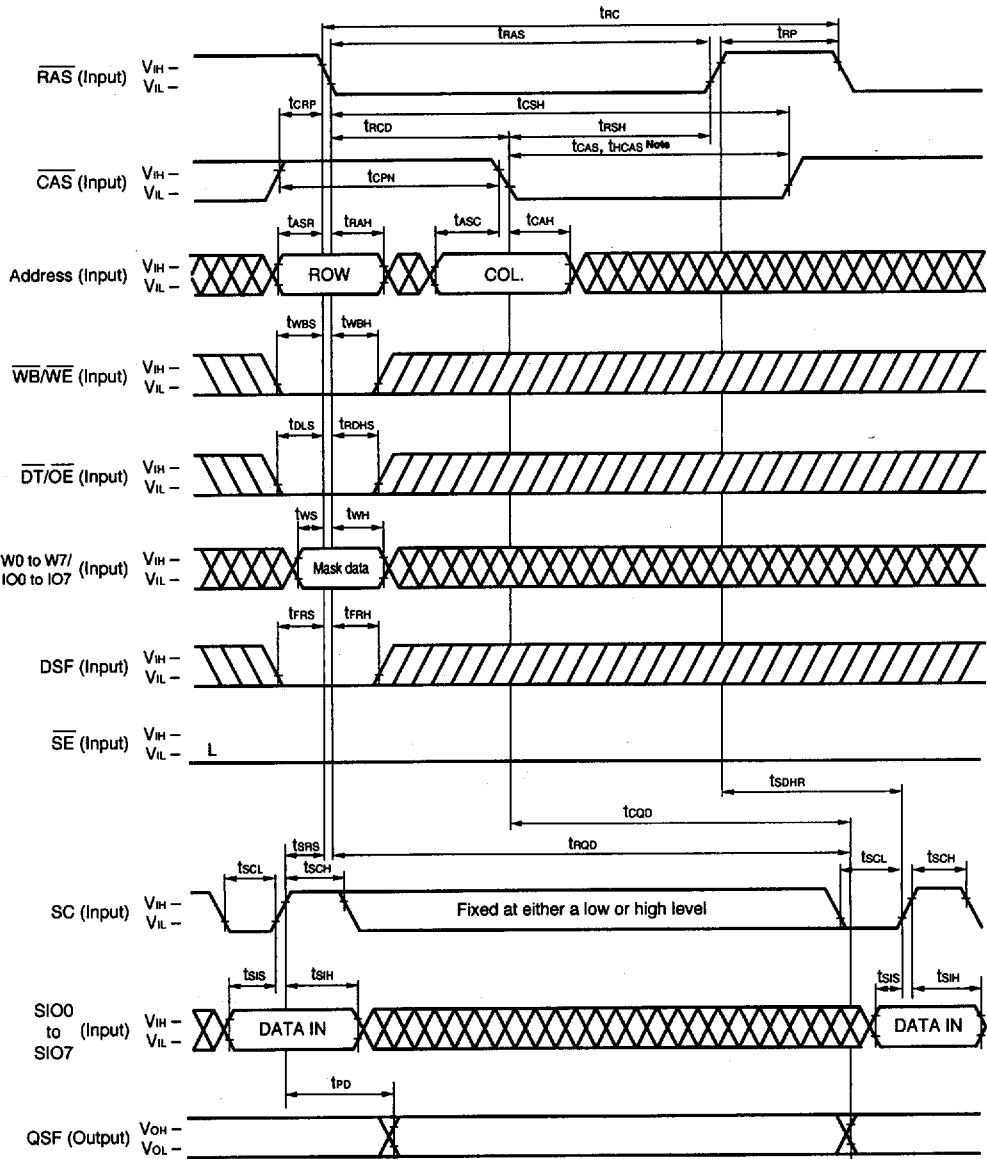 tRC
tRAS
tRP
RAS (Input)
VIH –
VIL –
tCRP
tCSH
tRCD
tRSH
tCAS, tHCAS Note
CAS (Input)
VIH –
VIL –
tCPN
tASR
tRAH
tASC
tCAH
Address (Input)
VIH –
VIL –
ROW
COL.
tWBS
tWBH
WB/WE (Input)
VIH –
VIL –
tDLS
tRDHS
DT/OE (Input)
VIH –
VIL –
tWS
tWH
W0 to W7/
IO0 to IO7
(Input)
VIH –
VIL –
Mask data
tFRS
tFRH
DSF (Input)
VIH –
VIL –
SE (Input)
VIH –
VIL –
L
tSDHR
tCQD
tSRS
tRQD
tSCL
tSCH
tSCL
tSCH
SC (Input)
VIH –
VIL –
Fixed at either a low or high level
tSIS
tSIH
tSIS
tSIH
SIO0
to
SIO7
(Input)
VIH –
VIL –
DATA IN
DATA IN
tPD
QSF (Output)
VOH –
VOL –